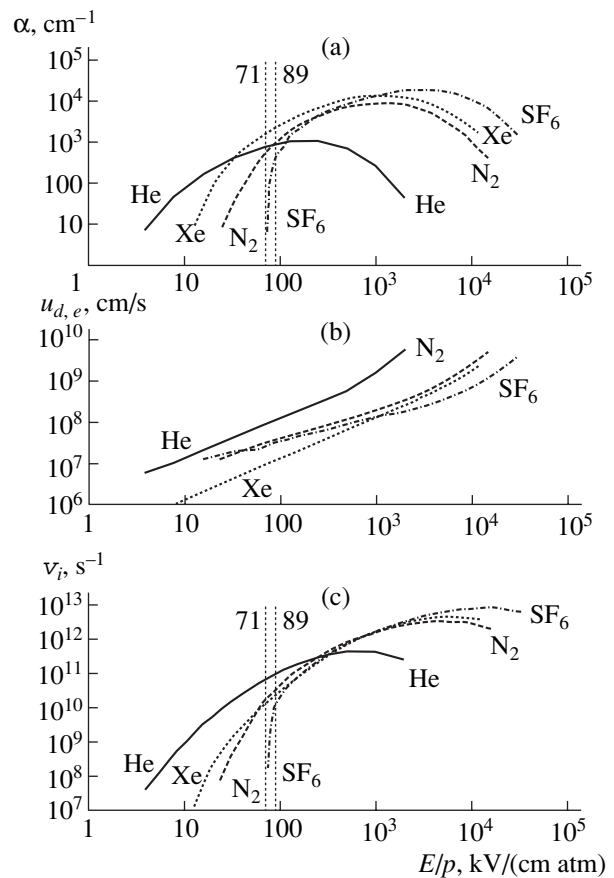 α, cm⁻¹
(a)
10⁵
71 89
10⁴
10³
SF₆
Xe
N₂
100
He
He
10
Xe
N₂
SF₆
1 10 100 10³ 10⁴ 10⁵
u_{d, e}, cm/s
(b)
10¹⁰
N₂
10⁹
SF₆
10⁸
He
10⁷
Xe
10⁶
1 10 100 10³ 10⁴ 10⁵
ν_i, s⁻¹
(c)
10¹³
71 89
SF₆
10¹²
N₂
10¹¹
He
10¹⁰
10⁹
He
Xe
10⁸
N₂
SF₆
10⁷
1 10 100 10³ 10⁴ 10⁵
E/p, kV/(cm atm)